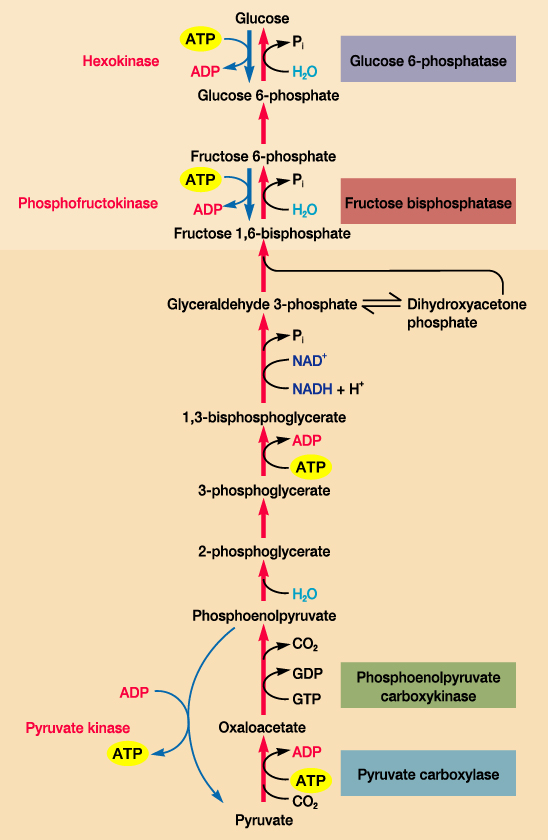 Glucose
ATP
Pi
Hexokinase
Glucose 6-phosphatase
ADP
H2O
Glucose 6-phosphate
Fructose 6-phosphate
ATP
Pi
Phosphofructokinase
Fructose bisphosphatase
ADP
H2O
Fructose 1,6-bisphosphate
Glyceraldehyde 3-phosphate
Dihydroxyacetone
phosphate
Pi
NAD+
NADH + H+
1,3-bisphosphoglycerate
ADP
ATP
3-phosphoglycerate
2-phosphoglycerate
H2O
Phosphoenolpyruvate
CO2
GDP
GTP
Phosphoenolpyruvate
carboxykinase
ADP
Pyruvate kinase
ATP
Oxaloacetate
ADP
ATP
CO2
Pyruvate carboxylase
Pyruvate